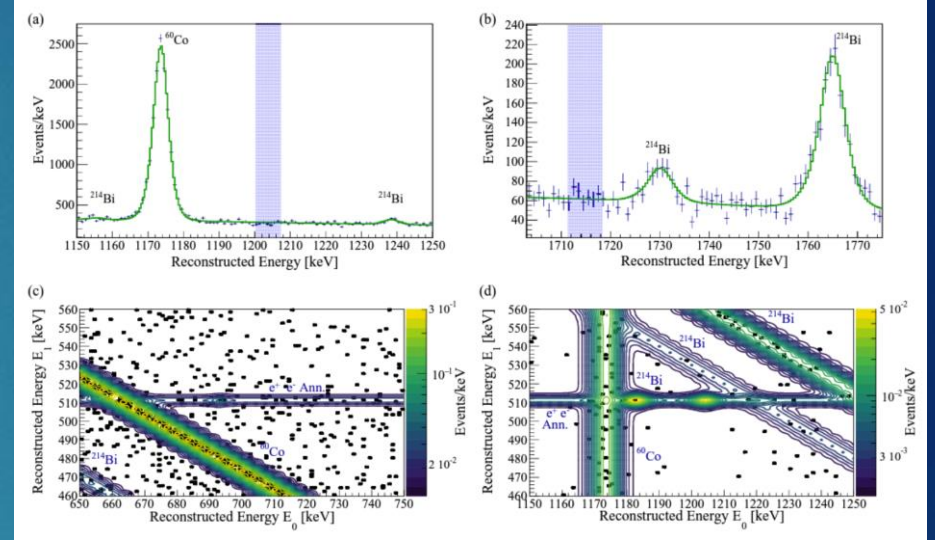 (a)
⁶⁰Co
²¹⁴Bi
²¹⁴Bi
2500
2000
1500
1000
500
Events/keV
1150 1160 1170 1180 1190 1200 1210 1220 1230 1240 1250
Reconstructed Energy [keV]
(b)
²¹⁴Bi
²¹⁴Bi
240
220
200
180
160
140
120
100
80
60
40
Events/keV
1710 1720 1730 1740 1750 1760 1770
Reconstructed Energy [keV]
(c)
560
550
540
530
520
510
500
490
480
470
460
Reconstructed Energy E₁ [keV]
e⁺ e⁻ Ann.
⁶⁰Co
²¹⁴Bi
650 660 670 680 690 700 710 720 730 740 750
Reconstructed Energy E₀ [keV]
3 10⁻¹
10⁻¹
2 10⁻²
Events/keV
(d)
560
550
540
530
520
510
500
490
480
470
460
Reconstructed Energy E₁ [keV]
²¹⁴Bi
²¹⁴Bi
²¹⁴Bi
e⁺ e⁻
Ann.
⁶⁰Co
1150 1160 1170 1180 1190 1200 1210 1220 1230 1240 1250
Reconstructed Energy E₀ [keV]
5 10⁻²
10⁻²
3 10⁻³
Events/keV